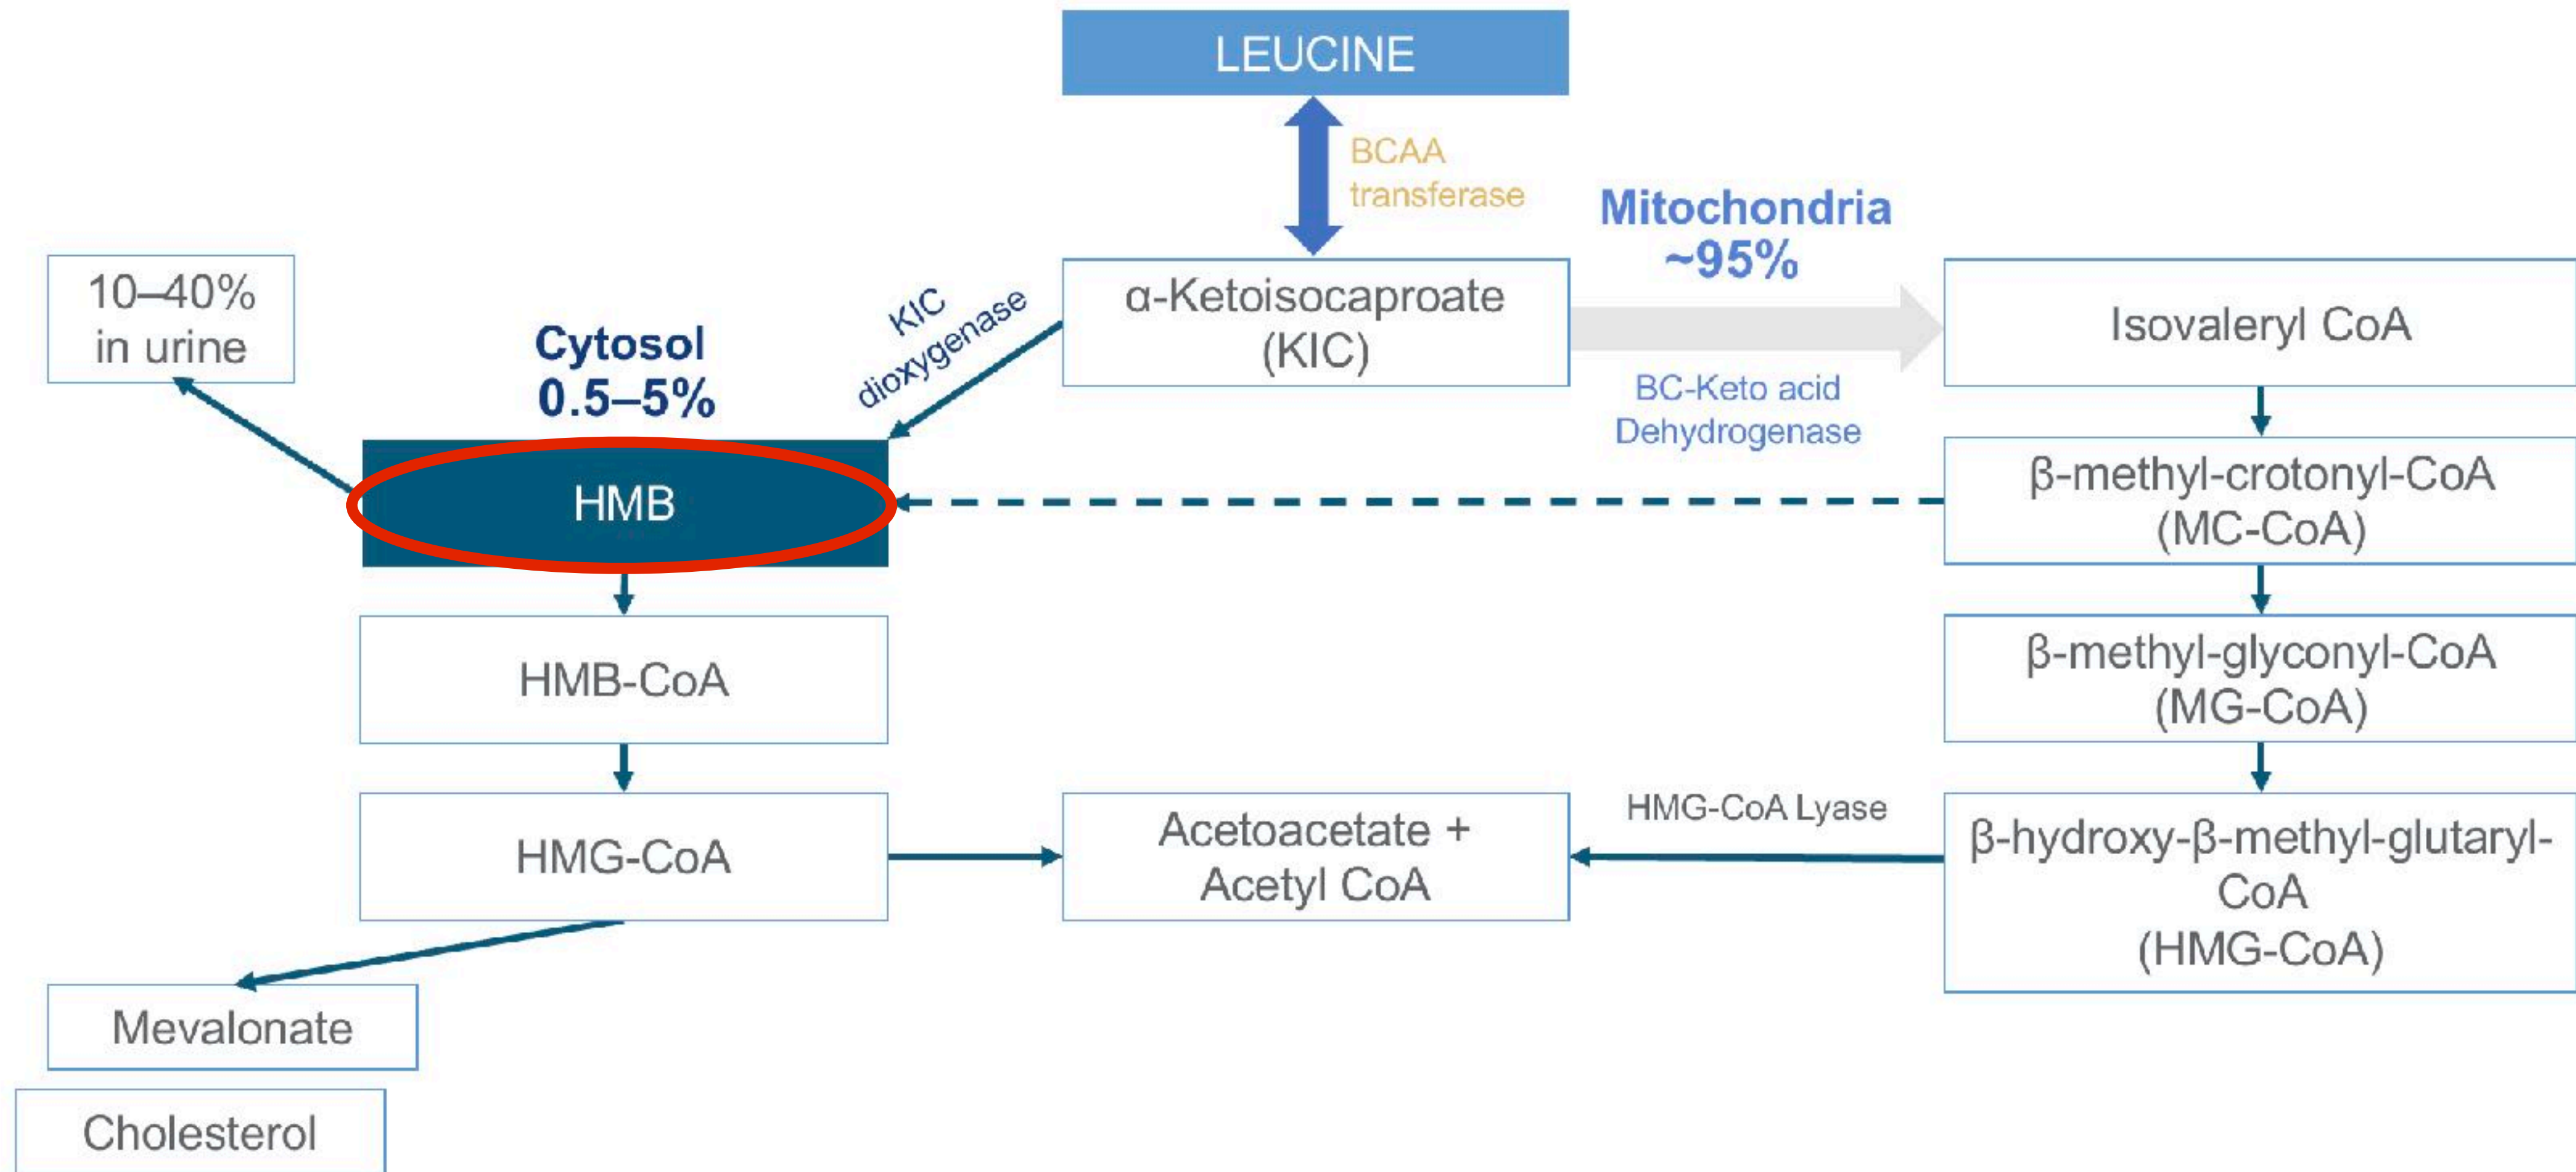 LEUCINE
BCAA
transferase
Mitochondria
~95%
10–40%
in urine
Cytosol
0.5–5%
KIC
dioxygenase
α-Ketoisocaproate
(KIC)
BC-Keto acid
Dehydrogenase
Isovaleryl CoA
HMB
β-methyl-crotonyl-CoA
(MC-CoA)
HMB-CoA
β-methyl-glyconyl-CoA
(MG-CoA)
HMG-CoA
Acetoacetate +
Acetyl CoA
HMG-CoA Lyase
β-hydroxy-β-methyl-glutaryl-
CoA
(HMG-CoA)
Mevalonate
Cholesterol